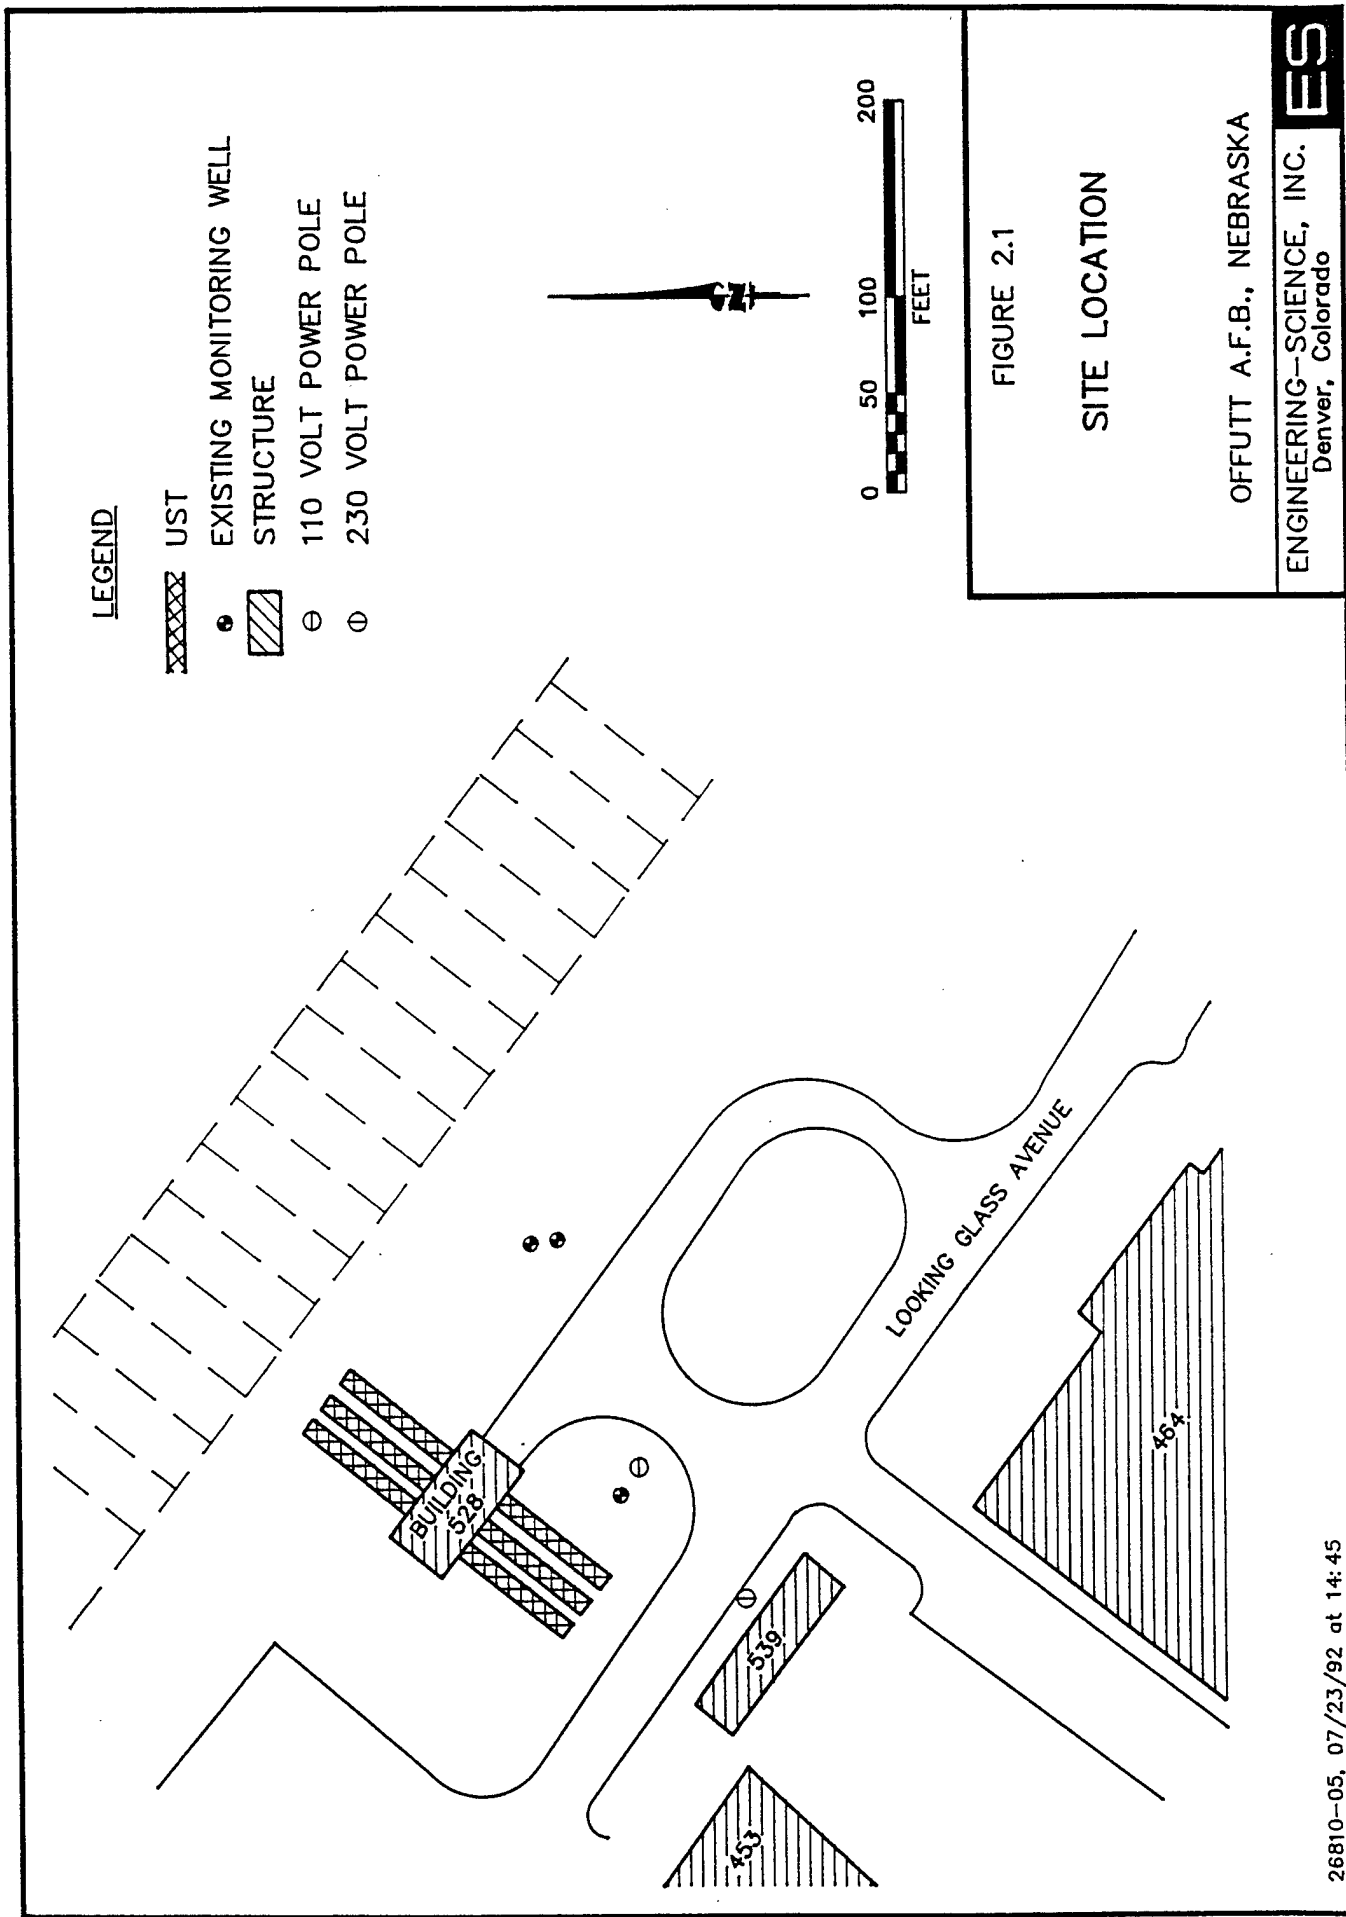 LEGEND
UST
EXISTING MONITORING WELL
STRUCTURE
110 VOLT POWER POLE
230 VOLT POWER POLE
N
0 50 100 200
FEET
BUILDING
528
539
453
464
LOOKING GLASS AVENUE
FIGURE 2.1
SITE LOCATION
OFFUTT A.F.B., NEBRASKA
ENGINEERING-SCIENCE, INC.
Denver, Colorado
ES
26810-05, 07/23/92 at 14:45